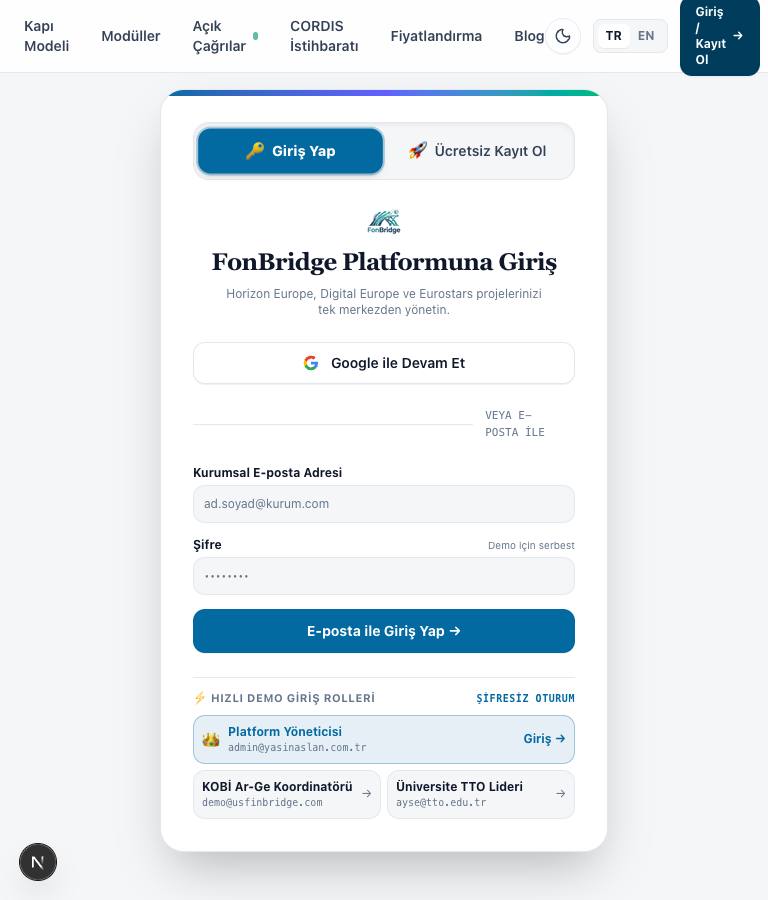 Kapı
Modeli
Modüller
Açık
Çağrılar
CORDIS
İstihbaratı
Fiyatlandırma
Blog
TR
EN
Giriş
/
Kayıt
Ol
→
🔑 Giriş Yap
🚀 Ücretsiz Kayıt Ol
FonBridge
FonBridge Platformuna Giriş
Horizon Europe, Digital Europe ve Eurostars projelerinizi
tek merkezden yönetin.
Google ile Devam Et
VEYA E-
POSTA İLE
Kurumsal E-posta Adresi
ad.soyad@kurum.com
Şifre
Demo için serbest
••••••••
E-posta ile Giriş Yap →
⚡ HIZLI DEMO GİRİŞ ROLLERİ
ŞİFRESİZ OTURUM
Platform Yöneticisi
admin@yasinaslan.com.tr
Giriş →
KOBİ Ar-Ge Koordinatörü
demo@usfinbridge.com
→
Üniversite TTO Lideri
ayse@tto.edu.tr
→
N